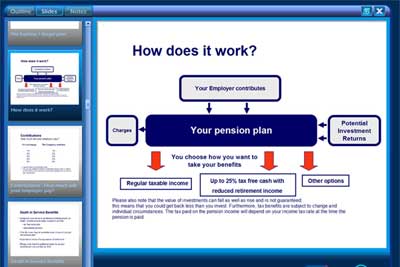 Outline
Slides
Notes
How does it work?
How does it work?
Contributions
Death in Service Benefits
How does it work?
Your Employer contributes
Charges
Your pension plan
Potential
Investment
Returns
You choose how you want to
take your benefits
Regular taxable income
Up to 25% tax free cash with
reduced retirement income
Other options
Please also note that the value of investments can fall as well as rise and is not guaranteed
this means that you could get back less than you invest. Furthermore, tax benefits are subject to change and
individual circumstances. The tax paid on the pension income will depend on your income tax rate at the time the
pension is paid